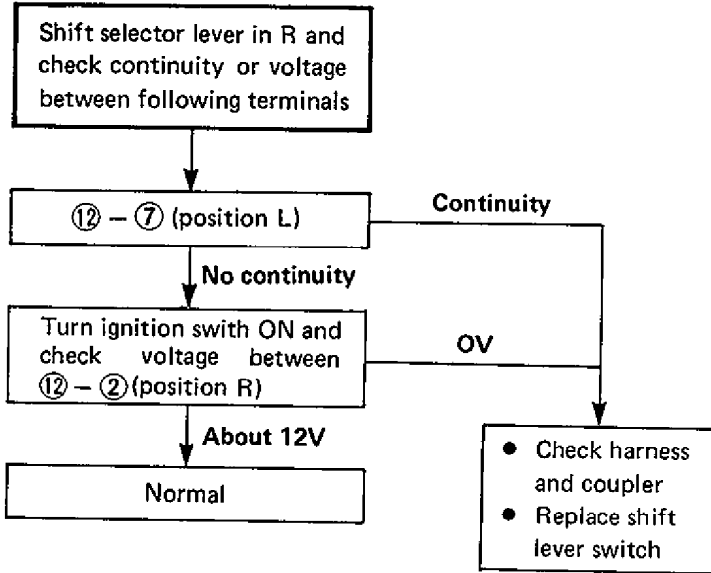 Shift selector lever in R and
check continuity or voltage
between following terminals
⑫ – ⑦ (position L)
Continuity
No continuity
Turn ignition swith ON and
check voltage between
⑫ – ② (position R)
OV
About 12V
Normal
● Check harness
and coupler
● Replace shift
lever switch